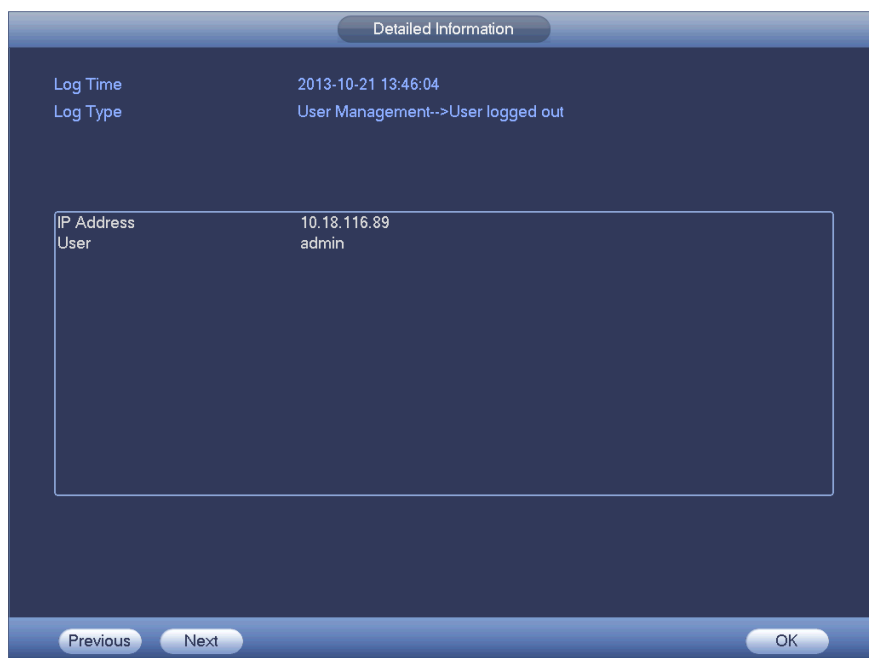 Detailed Information
Log Time 2013-10-21 13:46:04
Log Type User Management-->User logged out
IP Address 10.18.116.89
User admin
Previous Next OK